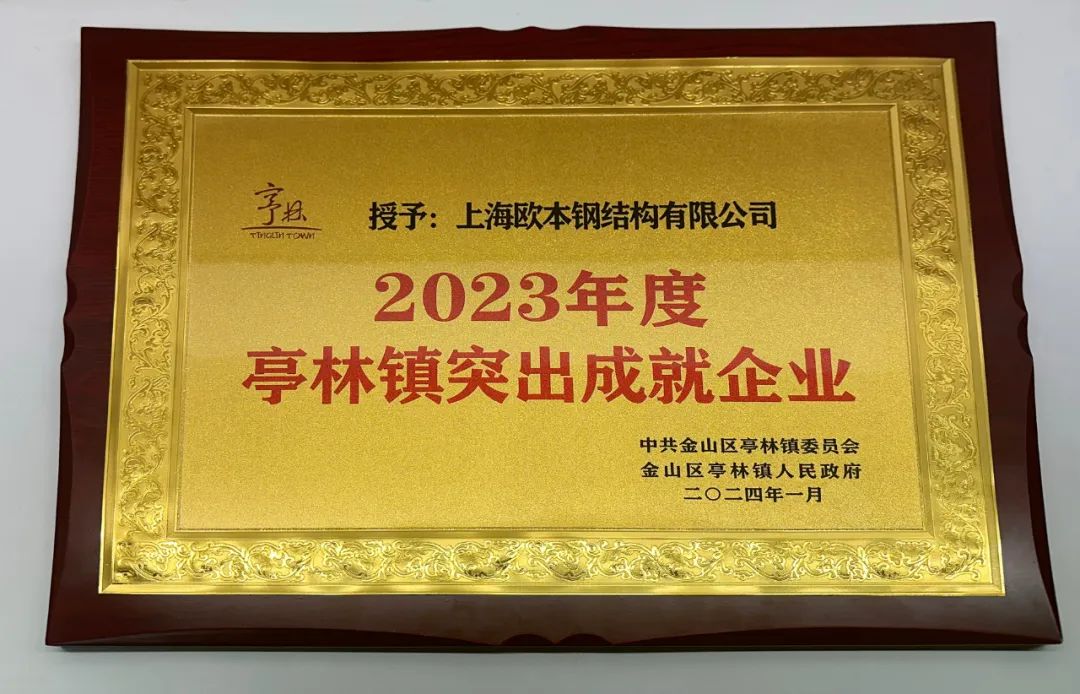 亭林
TINGLIN TOWN
授予：上海欧本钢结构有限公司
2023年度
亭林镇突出成就企业
中共金山区亭林镇委员会
金山区亭林镇人民政府
二〇二四年一月